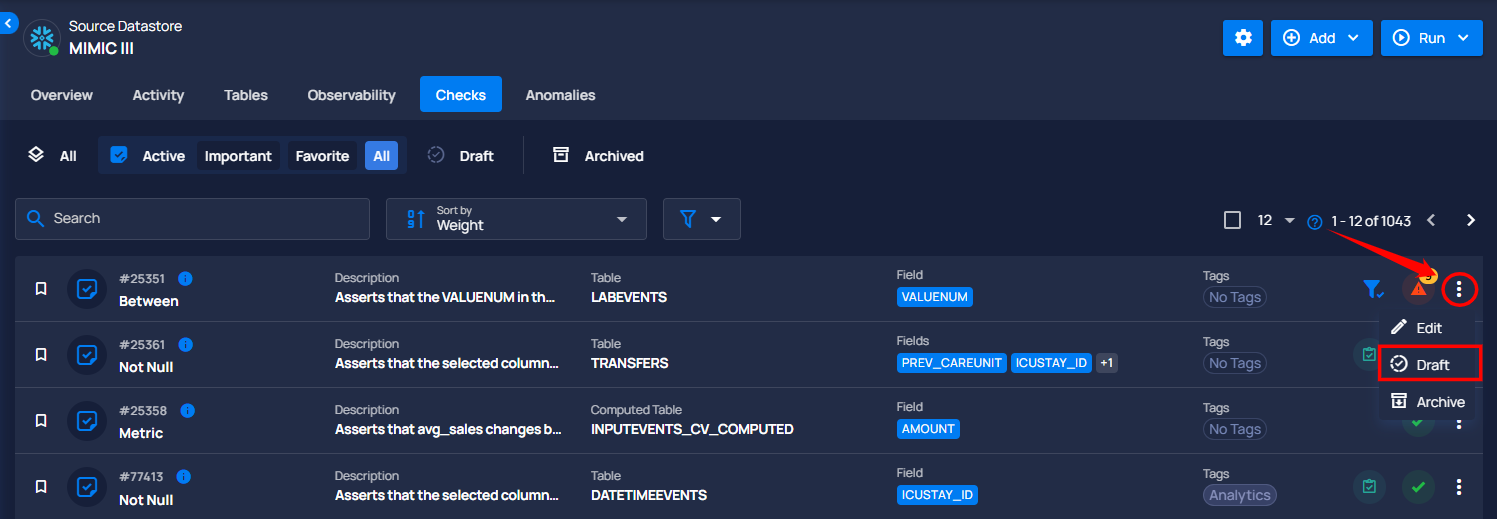 Source Datastore
MIMIC III
Add
Run
Overview Activity Tables Observability Checks Anomalies
All Active Important Favorite All Draft Archived
Search
Sort by
Weight
12 1 - 12 of 1043
#25351 Description Table Field Tags
Between Asserts that the VALUENUM in th... LABEVENTS VALUENUM No Tags
Edit
#25361 Description Table Fields Tags
Not Null Asserts that the selected column... TRANSFERS PREV_CAREUNIT ICUSTAY_ID +1 No Tags
Draft
Archive
#25358 Description Computed Table Field Tags
Metric Asserts that avg_sales changes b... INPUTEVENTS_CV_COMPUTED AMOUNT No Tags
#77413 Description Table Field Tags
Not Null Asserts that the selected column... DATETIMEEVENTS ICUSTAY_ID Analytics